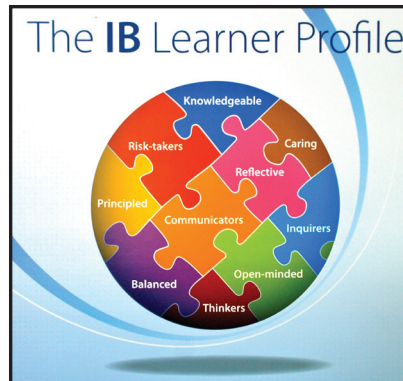 The IB Learner Profile
Knowledgeable
Risk-takers
Caring
Reflective
Principled
Communicators
Inquirers
Open-minded
Balanced
Thinkers